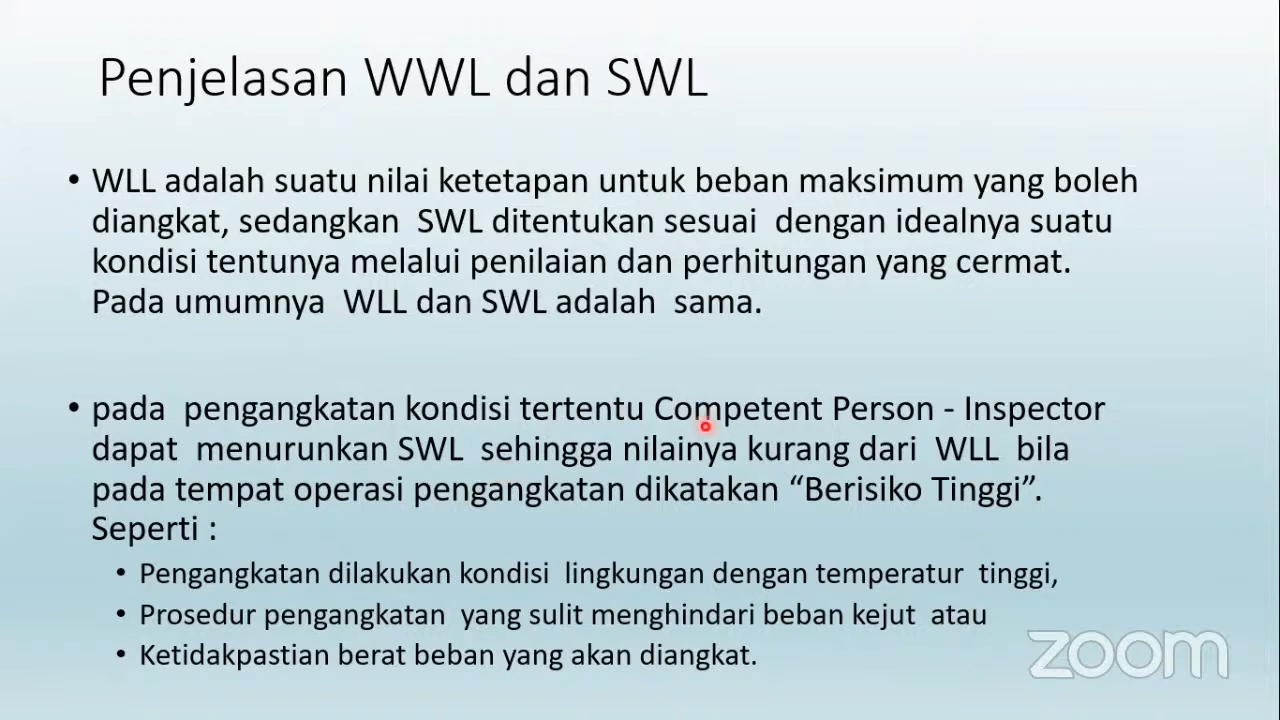 Penjelasan WWL dan SWL
• WLL adalah suatu nilai ketetapan untuk beban maksimum yang boleh
diangkat, sedangkan SWL ditentukan sesuai dengan idealnya suatu
kondisi tentunya melalui penilaian dan perhitungan yang cermat.
Pada umumnya WLL dan SWL adalah sama.
• pada pengangkatan kondisi tertentu Competent Person - Inspector
dapat menurunkan SWL sehingga nilainya kurang dari WLL bila
pada tempat operasi pengangkatan dikatakan “Berisiko Tinggi”.
Seperti :
• Pengangkatan dilakukan kondisi lingkungan dengan temperatur tinggi,
• Prosedur pengangkatan yang sulit menghindari beban kejut atau
• Ketidakpastian berat beban yang akan diangkat.
zoom